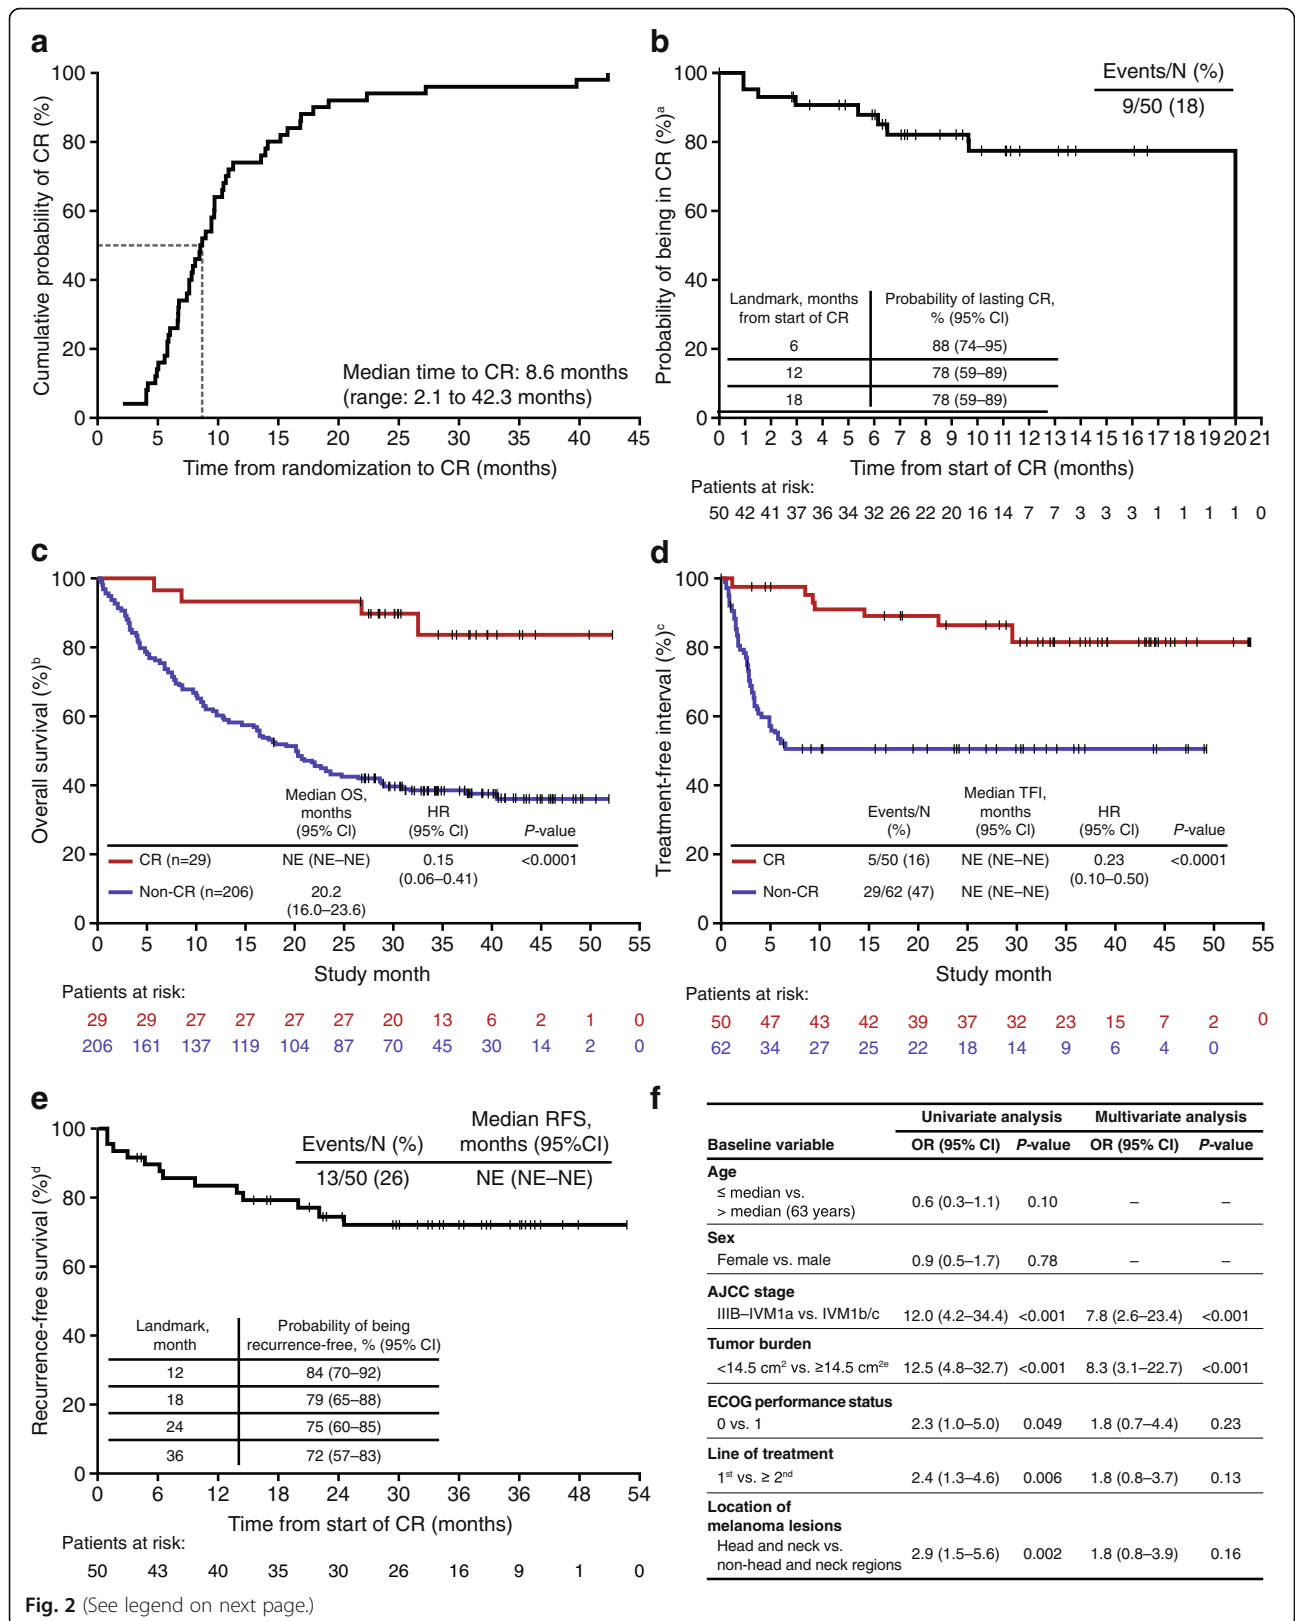 a
Cumulative probability of CR (%)
100
80
60
40
20
0
Median time to CR: 8.6 months
(range: 2.1 to 42.3 months)
0 5 10 15 20 25 30 35 40 45
Time from randomization to CR (months)
b
Probability of being in CR (%)ᵃ
100
80
60
40
20
0
Events/N (%)
9/50 (18)
Landmark, months from start of CR Probability of lasting CR, % (95% CI)
6 88 (74–95)
12 78 (59–89)
18 78 (59–89)
0 1 2 3 4 5 6 7 8 9 10 11 12 13 14 15 16 17 18 19 20 21
Time from start of CR (months)
Patients at risk:
50 42 41 37 36 34 32 26 22 20 16 14 7 7 3 3 3 1 1 1 1 0
c
Overall survival (%)ᵇ
100
80
60
40
20
0
Median OS, months (95% CI) HR (95% CI) P-value
CR (n=29) NE (NE–NE) 0.15 (0.06–0.41) <0.0001
Non-CR (n=206) 20.2 (16.0–23.6)
0 5 10 15 20 25 30 35 40 45 50 55
Study month
Patients at risk:
29 29 27 27 27 27 20 13 6 2 1 0
206 161 137 119 104 87 70 45 30 14 2 0
d
Treatment-free interval (%)ᶜ
100
80
60
40
20
0
Events/N (%) Median TFI, months (95% CI) HR (95% CI) P-value
CR 5/50 (16) NE (NE–NE) 0.23 (0.10–0.50) <0.0001
Non-CR 29/62 (47) NE (NE–NE)
0 5 10 15 20 25 30 35 40 45 50 55
Study month
Patients at risk:
50 47 43 42 39 37 32 23 15 7 2 0
62 34 27 25 22 18 14 9 6 4 0
e
Recurrence-free survival (%)ᵈ
100
80
60
40
20
0
Events/N (%) Median RFS, months (95%CI)
13/50 (26) NE (NE–NE)
Landmark, month Probability of being recurrence-free, % (95% CI)
12 84 (70–92)
18 79 (65–88)
24 75 (60–85)
36 72 (57–83)
0 6 12 18 24 30 36 36 48 54
Time from start of CR (months)
Patients at risk:
50 43 40 35 30 26 16 9 1 0
f
Univariate analysis Multivariate analysis
Baseline variable OR (95% CI) P-value OR (95% CI) P-value
Age
≤ median vs.
> median (63 years) 0.6 (0.3–1.1) 0.10 – –
Sex
Female vs. male 0.9 (0.5–1.7) 0.78 – –
AJCC stage
IIIB–IVM1a vs. IVM1b/c 12.0 (4.2–34.4) <0.001 7.8 (2.6–23.4) <0.001
Tumor burden
<14.5 cm² vs. ≥14.5 cm²ᵉ 12.5 (4.8–32.7) <0.001 8.3 (3.1–22.7) <0.001
ECOG performance status
0 vs. 1 2.3 (1.0–5.0) 0.049 1.8 (0.7–4.4) 0.23
Line of treatment
1ˢᵗ vs. ≥ 2ⁿᵈ 2.4 (1.3–4.6) 0.006 1.8 (0.8–3.7) 0.13
Location of
melanoma lesions
Head and neck vs.
non-head and neck regions 2.9 (1.5–5.6) 0.002 1.8 (0.8–3.9) 0.16
Fig. 2 (See legend on next page.)